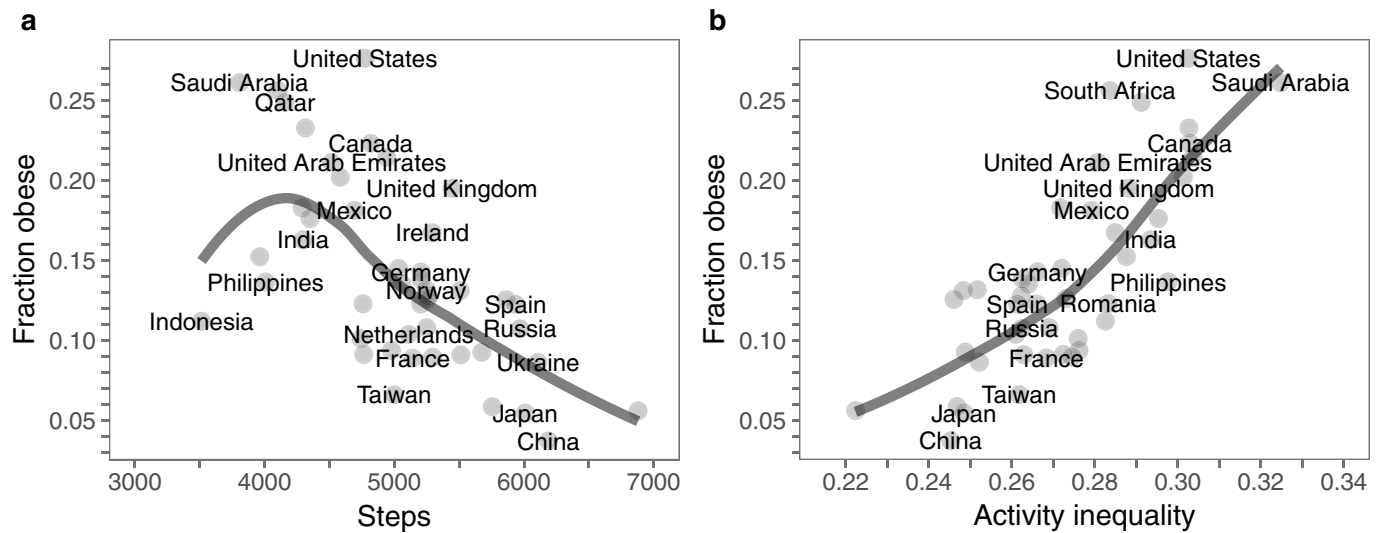 a
Fraction obese
0.25
0.20
0.15
0.10
0.05
United States
Saudi Arabia
Qatar
Canada
United Arab Emirates
United Kingdom
Mexico
Ireland
India
Germany
Philippines
Norway
Spain
Indonesia
Russia
Netherlands
France
Ukraine
Taiwan
Japan
China
3000 4000 5000 6000 7000
Steps
b
Fraction obese
0.25
0.20
0.15
0.10
0.05
United States
Saudi Arabia
South Africa
Canada
United Arab Emirates
United Kingdom
Mexico
India
Germany
Philippines
Spain
Romania
Russia
France
Taiwan
Japan
China
0.22 0.24 0.26 0.28 0.30 0.32 0.34
Activity inequality